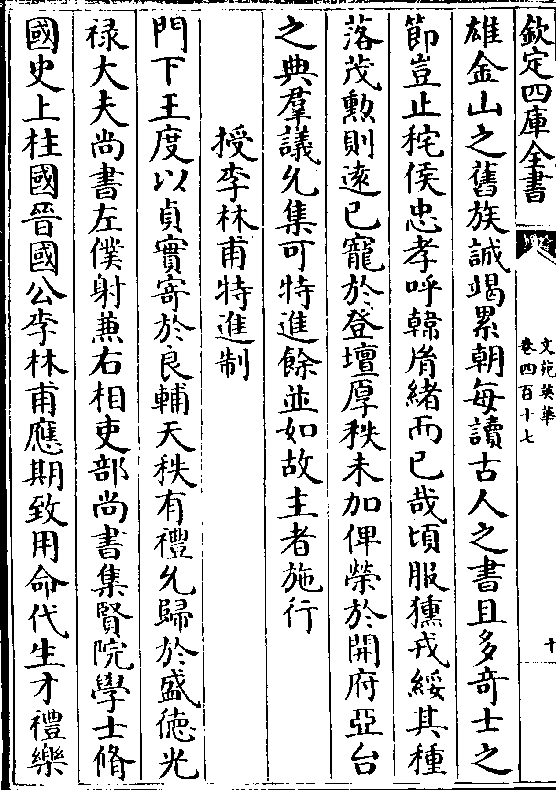 欽定四庫全書
文苑英華
卷四百十七
十
雄金山之舊族誠竭累朝每讀古人之書且多竒士之
節豈止秺侯忠孝呼韓胤緒而已哉頃服獯戎綏其種
落茂勲則逺已寵於登壇厚秩未加俾榮於開府亞台
之典羣議允集可特進餘並如故主者施行
授李林甫特進制
門下王度以貞實寄於良輔天秩有禮允歸於盛德光
禄大夫尚書左僕射兼右相吏部尚書集賢院學士脩
國史上柱國晉國公李林甫應期致用命代生才禮樂